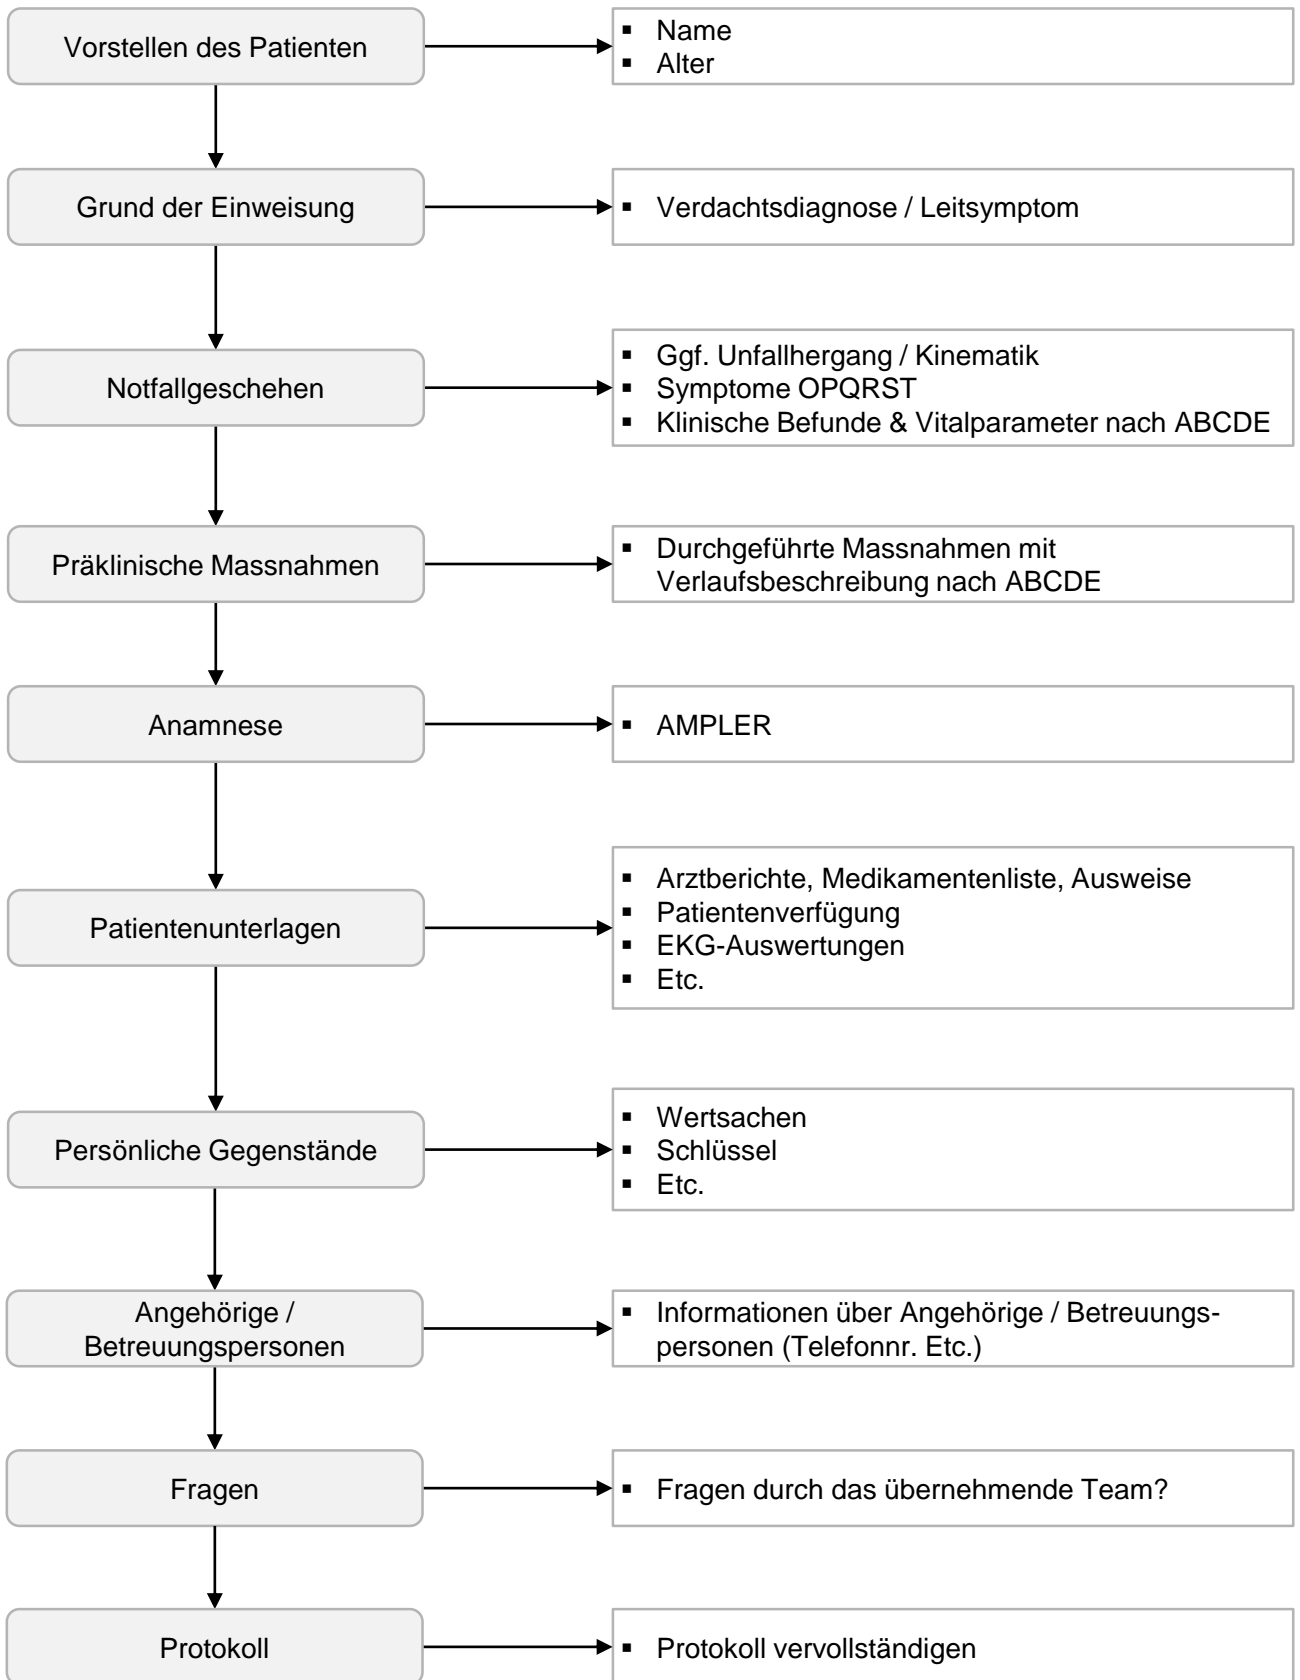 Vorstellen des Patienten
▪ Name
▪ Alter
Grund der Einweisung
▪ Verdachtsdiagnose / Leitsymptom
Notfallgeschehen
▪ Ggf. Unfallhergang / Kinematik
▪ Symptome OPQRST
▪ Klinische Befunde & Vitalparameter nach ABCDE
Präklinische Massnahmen
▪ Durchgeführte Massnahmen mit
Verlaufsbeschreibung nach ABCDE
Anamnese
▪ AMPLER
Patientenunterlagen
▪ Arztberichte, Medikamentenliste, Ausweise
▪ Patientenverfügung
▪ EKG-Auswertungen
▪ Etc.
Persönliche Gegenstände
▪ Wertsachen
▪ Schlüssel
▪ Etc.
Angehörige /
Betreuungspersonen
▪ Informationen über Angehörige / Betreuungs-
personen (Telefonnr. Etc.)
Fragen
▪ Fragen durch das übernehmende Team?
Protokoll
▪ Protokoll vervollständigen